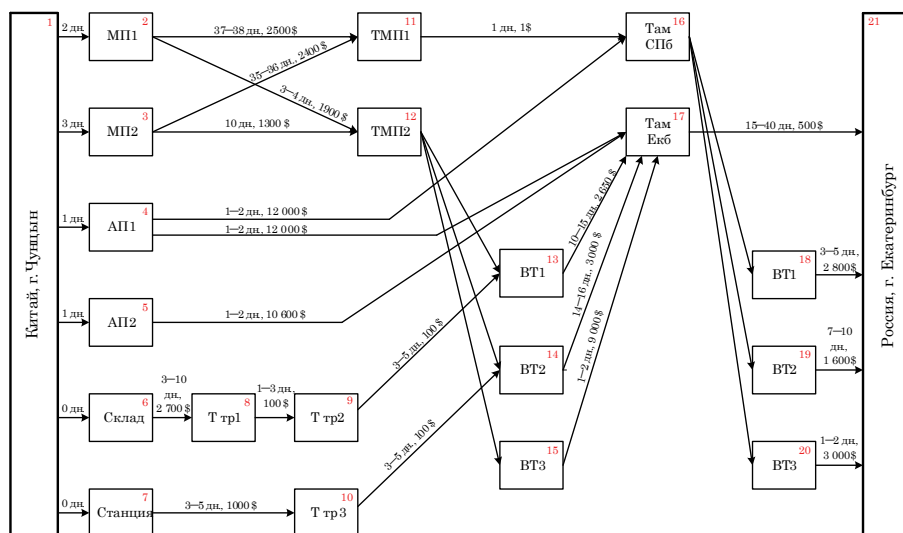 1
Китай, г. Чунцын
2 дн.
3 дн.
1 дн.
1 дн.
0 дн.
0 дн.
2
МП1
3
МП2
4
АП1
5
АП2
6
Склад
7
Станция
37–38 дн., 2500$
35–36 дн., 2400$
3–4 дн., 1900$
10 дн., 1300 $
1–2 дн., 12 000 $
1–2 дн., 12 000 $
1–2 дн., 10 600 $
3–10
дн.,
2 700$
8
Т тр1
1–3 дн.,
100$
9
Т тр2
3–5 дн., 1000$
10
Т тр3
3–5 дн., 100$
3–5 дн., 100$
11
ТМП1
12
ТМП2
1 дн., 1$
13
ВТ1
14
ВТ2
15
ВТ3
10–15 дн., 2 650 $
14–16 дн., 3 000 $
1–2 дн., 9 000 $
16
Там
СПб
17
Там
Екб
15–40 дн., 500$
18
ВТ1
3–5 дн.,
2 800$
19
ВТ2
7–10
дн.,
1 600$
20
ВТ3
1–2 дн.,
3 000$
21
Россия, г. Екатеринбург